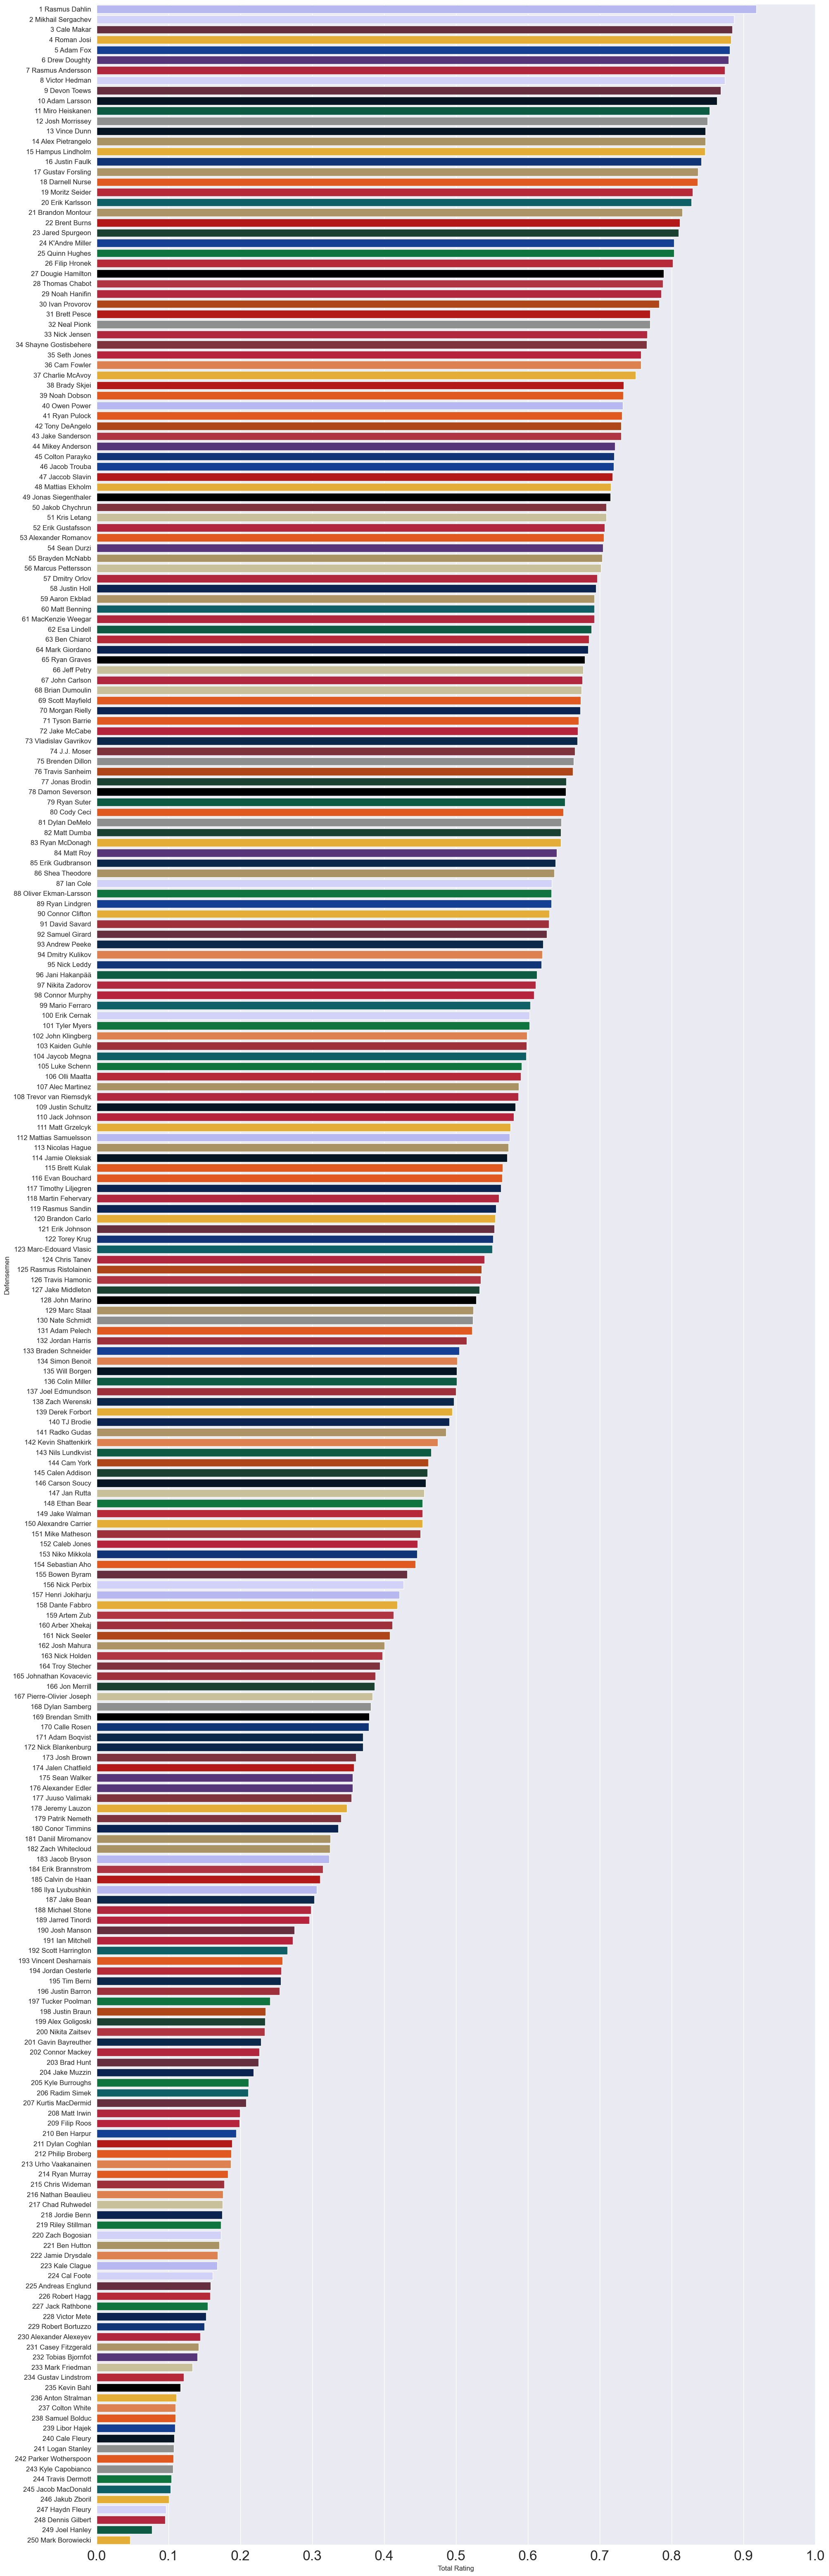 1 Rasmus Dahlin
2 Mikhail Sergachev
3 Cale Makar
4 Roman Josi
5 Adam Fox
6 Drew Doughty
7 Rasmus Andersson
8 Victor Hedman
9 Devon Toews
10 Adam Larsson
11 Miro Heiskanen
12 Josh Morrissey
13 Vince Dunn
14 Alex Pietrangelo
15 Hampus Lindholm
16 Justin Faulk
17 Gustav Forsling
18 Darnell Nurse
19 Moritz Seider
20 Erik Karlsson
21 Brandon Montour
22 Brent Burns
23 Jared Spurgeon
24 K'Andre Miller
25 Quinn Hughes
26 Filip Hronek
27 Dougie Hamilton
28 Thomas Chabot
29 Noah Hanifin
30 Ivan Provorov
31 Brett Pesce
32 Neal Pionk
33 Nick Jensen
34 Shayne Gostisbehere
35 Seth Jones
36 Cam Fowler
37 Charlie McAvoy
38 Brady Skjei
39 Noah Dobson
40 Owen Power
41 Ryan Pulock
42 Tony DeAngelo
43 Jake Sanderson
44 Mikey Anderson
45 Colton Parayko
46 Jacob Trouba
47 Jaccob Slavin
48 Mattias Ekholm
49 Jonas Siegenthaler
50 Jakob Chychrun
51 Kris Letang
52 Erik Gustafsson
53 Alexander Romanov
54 Sean Durzi
55 Brayden McNabb
56 Marcus Pettersson
57 Dmitry Orlov
58 Justin Holl
59 Aaron Ekblad
60 Matt Benning
61 MacKenzie Weegar
62 Esa Lindell
63 Ben Chiarot
64 Mark Giordano
65 Ryan Graves
66 Jeff Petry
67 John Carlson
68 Brian Dumoulin
69 Scott Mayfield
70 Morgan Rielly
71 Tyson Barrie
72 Jake McCabe
73 Vladislav Gavrikov
74 J.J. Moser
75 Brenden Dillon
76 Travis Sanheim
77 Jonas Brodin
78 Damon Severson
79 Ryan Suter
80 Cody Ceci
81 Dylan DeMelo
82 Matt Dumba
83 Ryan McDonagh
84 Matt Roy
85 Erik Gudbranson
86 Shea Theodore
87 Ian Cole
88 Oliver Ekman-Larsson
89 Ryan Lindgren
90 Connor Clifton
91 David Savard
92 Samuel Girard
93 Andrew Peeke
94 Dmitry Kulikov
95 Nick Leddy
96 Jani Hakanpää
97 Nikita Zadorov
98 Connor Murphy
99 Mario Ferraro
100 Erik Cernak
101 Tyler Myers
102 John Klingberg
103 Kaiden Guhle
104 Jaycob Megna
105 Luke Schenn
106 Olli Maatta
107 Alec Martinez
108 Trevor van Riemsdyk
109 Justin Schultz
110 Jack Johnson
111 Matt Grzelcyk
112 Mattias Samuelsson
113 Nicolas Hague
114 Jamie Oleksiak
115 Brett Kulak
116 Evan Bouchard
117 Timothy Liljegren
118 Martin Fehervary
119 Rasmus Sandin
120 Brandon Carlo
121 Erik Johnson
122 Torey Krug
123 Marc-Edouard Vlasic
124 Chris Tanev
125 Rasmus Ristolainen
126 Travis Hamonic
127 Jake Middleton
128 John Marino
129 Marc Staal
130 Nate Schmidt
131 Adam Pelech
132 Jordan Harris
133 Braden Schneider
134 Simon Benoit
135 Will Borgen
136 Colin Miller
137 Joel Edmundson
138 Zach Werenski
139 Derek Forbort
140 TJ Brodie
141 Radko Gudas
142 Kevin Shattenkirk
143 Nils Lundkvist
144 Cam York
145 Calen Addison
146 Carson Soucy
147 Jan Rutta
148 Ethan Bear
149 Jake Walman
150 Alexandre Carrier
151 Mike Matheson
152 Caleb Jones
153 Niko Mikkola
154 Sebastian Aho
155 Bowen Byram
156 Nick Perbix
157 Henri Jokiharju
158 Dante Fabbro
159 Artem Zub
160 Arber Xhekaj
161 Nick Seeler
162 Josh Mahura
163 Nick Holden
164 Troy Stecher
165 Johnathan Kovacevic
166 Jon Merrill
167 Pierre-Olivier Joseph
168 Dylan Samberg
169 Brendan Smith
170 Calle Rosen
171 Adam Boqvist
172 Nick Blankenburg
173 Josh Brown
174 Jalen Chatfield
175 Sean Walker
176 Alexander Edler
177 Juuso Valimaki
178 Jeremy Lauzon
179 Patrik Nemeth
180 Conor Timmins
181 Daniil Miromanov
182 Zach Whitecloud
183 Jacob Bryson
184 Erik Brannstrom
185 Calvin de Haan
186 Ilya Lyubushkin
187 Jake Bean
188 Michael Stone
189 Jarred Tinordi
190 Josh Manson
191 Ian Mitchell
192 Scott Harrington
193 Vincent Desharnais
194 Jordan Oesterle
195 Tim Berni
196 Justin Barron
197 Tucker Poolman
198 Justin Braun
199 Alex Goligoski
200 Nikita Zaitsev
201 Gavin Bayreuther
202 Connor Mackey
203 Brad Hunt
204 Jake Muzzin
205 Kyle Burroughs
206 Radim Simek
207 Kurtis MacDermid
208 Matt Irwin
209 Filip Roos
210 Ben Harpur
211 Dylan Coghlan
212 Philip Broberg
213 Urho Vaakanainen
214 Ryan Murray
215 Chris Wideman
216 Nathan Beaulieu
217 Chad Ruhwedel
218 Jordie Benn
219 Riley Stillman
220 Zach Bogosian
221 Ben Hutton
222 Jamie Drysdale
223 Kale Clague
224 Cal Foote
225 Andreas Englund
226 Robert Hagg
227 Jack Rathbone
228 Victor Mete
229 Robert Bortuzzo
230 Alexander Alexeyev
231 Casey Fitzgerald
232 Tobias Bjornfot
233 Mark Friedman
234 Gustav Lindstrom
235 Kevin Bahl
236 Anton Stralman
237 Colton White
238 Samuel Bolduc
239 Libor Hajek
240 Cale Fleury
241 Logan Stanley
242 Parker Wotherspoon
243 Kyle Capobianco
244 Travis Dermott
245 Jacob MacDonald
246 Jakub Zboril
247 Haydn Fleury
248 Dennis Gilbert
249 Joel Hanley
250 Mark Borowiecki
Defensemen
0.0 0.1 0.2 0.3 0.4 0.5 0.6 0.7 0.8 0.9 1.0
Total Rating